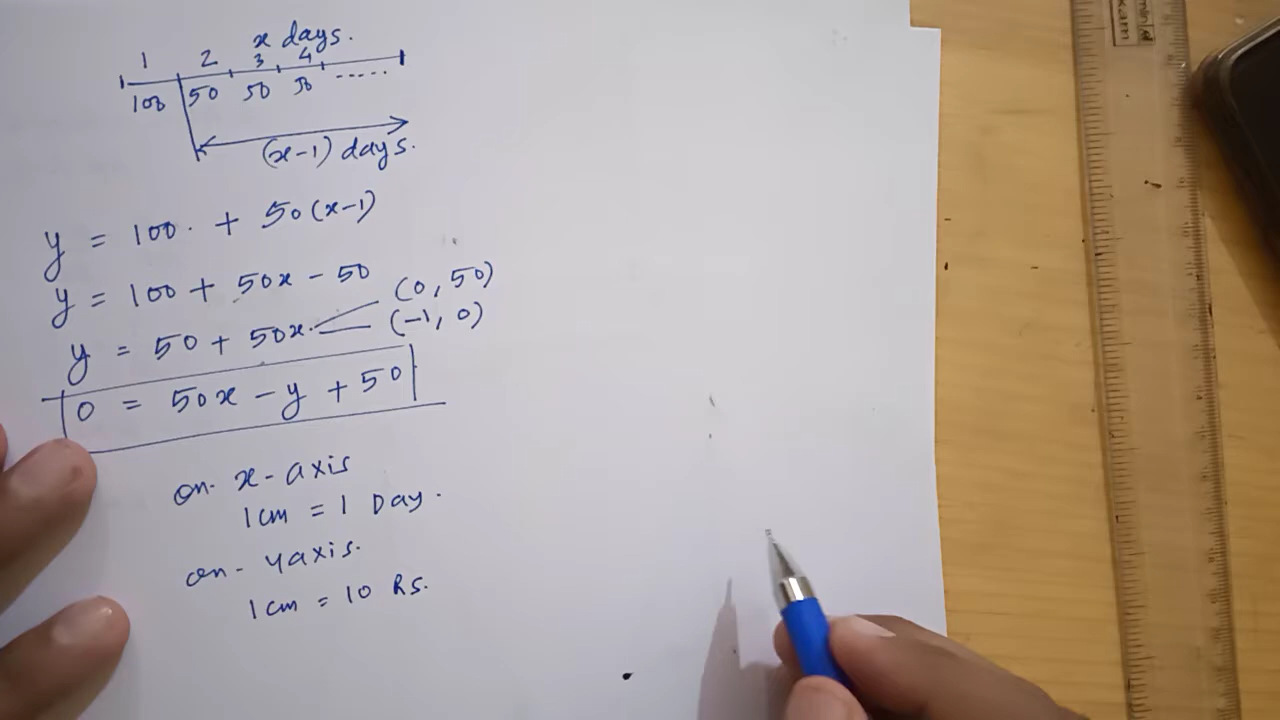 x days.
1 2 3 4
100 50 50 50 .....
(x-1) days.
y = 100. + 50(x-1)
y = 100 + 50x - 50
(0, 50)
y = 50 + 50x.
(-1, 0)
0 = 50x - y + 50
on x-axis
1cm = 1 Day.
on yaxis.
1cm = 10 Rs.